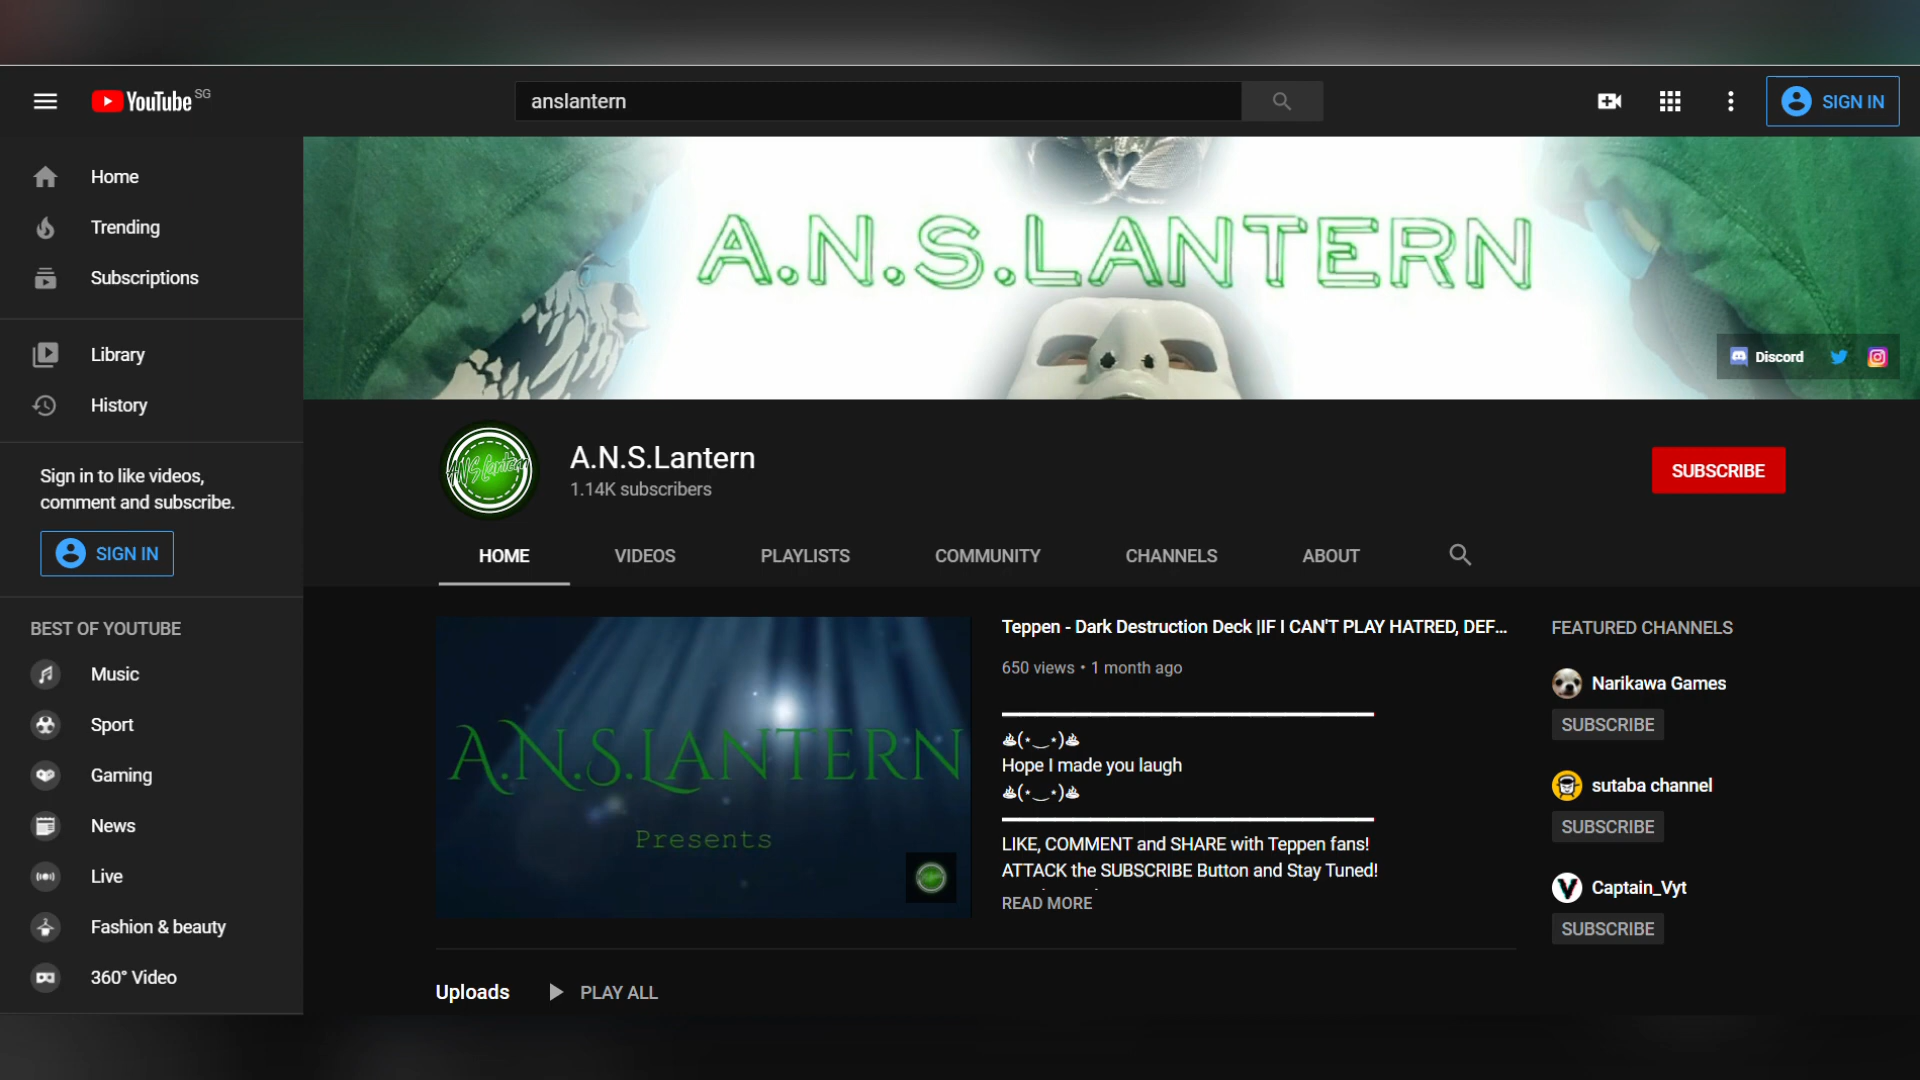 YouTube SG
anslantern
SIGN IN
Home
Trending
Subscriptions
Library
History
Sign in to like videos,
comment and subscribe.
SIGN IN
BEST OF YOUTUBE
Music
Sport
Gaming
News
Live
Fashion & beauty
360° Video
A.N.S.LANTERN
Discord
ANSLantern
A.N.S.Lantern
1.14K subscribers
SUBSCRIBE
HOME
VIDEOS
PLAYLISTS
COMMUNITY
CHANNELS
ABOUT
A.N.S.LANTERN
Presents
Teppen - Dark Destruction Deck |IF I CAN'T PLAY HATRED, DEF...
650 views • 1 month ago
♨(⋆‿⋆)♨
Hope I made you laugh
♨(⋆‿⋆)♨
LIKE, COMMENT and SHARE with Teppen fans!
ATTACK the SUBSCRIBE Button and Stay Tuned!
READ MORE
FEATURED CHANNELS
Narikawa Games
SUBSCRIBE
sutaba channel
SUBSCRIBE
Captain_Vyt
SUBSCRIBE
Uploads
PLAY ALL